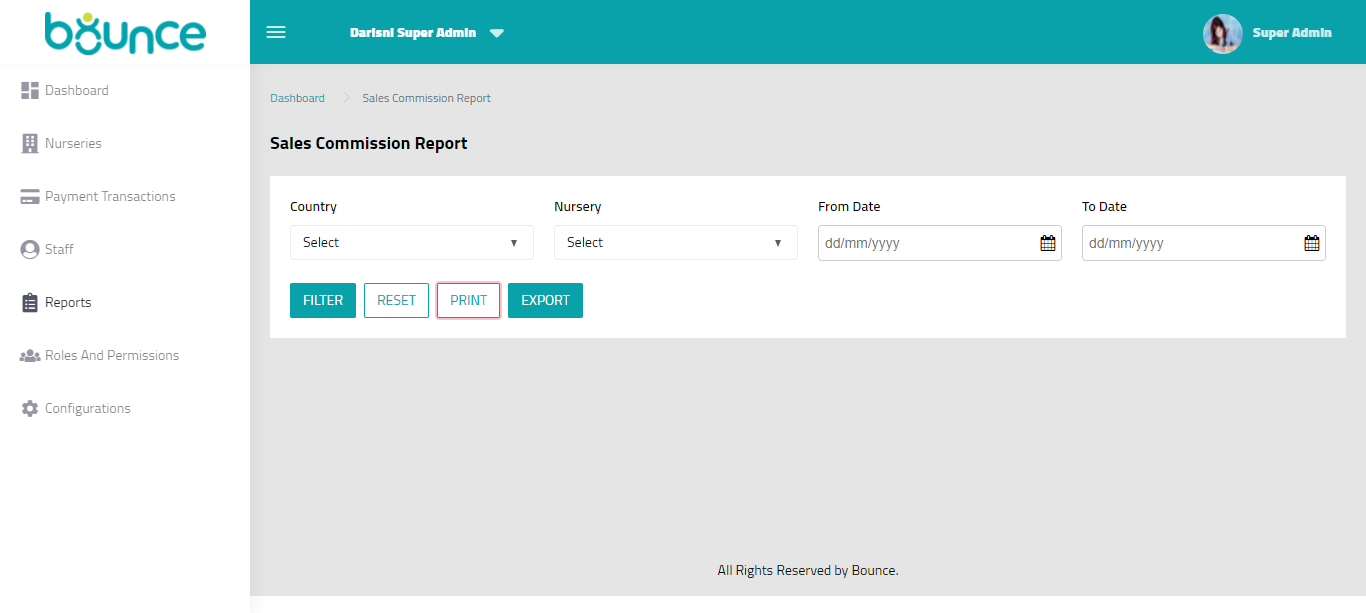 bounce
Darisni Super Admin
Super Admin
Dashboard
Nurseries
Payment Transactions
Staff
Reports
Roles And Permissions
Configurations
Dashboard Sales Commission Report
Sales Commission Report
Country Nursery From Date To Date
Select Select dd/mm/yyyy dd/mm/yyyy
FILTER RESET PRINT EXPORT
All Rights Reserved by Bounce.